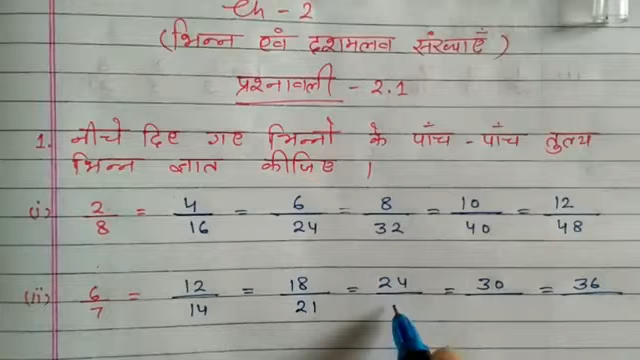 Ch - 2
(भिन्न एवं दशमलव संख्याएँ)
प्रश्नावली - 2.1
1. नीचे दिए गए भिन्नों के पाँच - पाँच तुल्य
भिन्न ज्ञात कीजिए ।
(i) 2/8 = 4/16 = 6/24 = 8/32 = 10/40 = 12/48
(ii) 6/7 = 12/14 = 18/21 = 24/ = 30/ = 36/